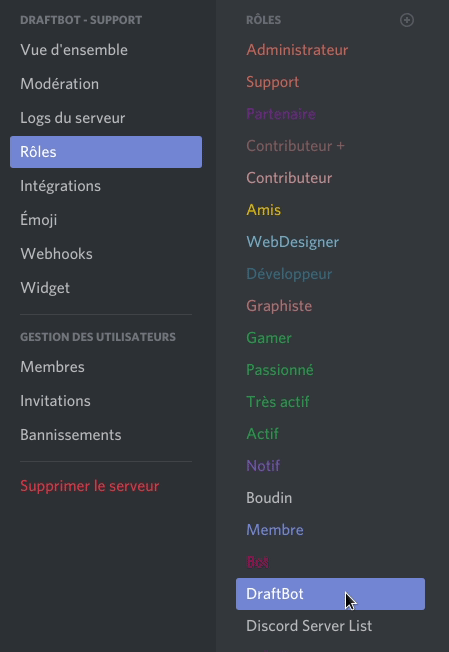 DRAFTBOT - SUPPORT
Vue d'ensemble
Modération
Logs du serveur
Rôles
Intégrations
Émoji
Webhooks
Widget
GESTION DES UTILISATEURS
Membres
Invitations
Bannissements
Supprimer le serveur
RÔLES
Administrateur
Support
Partenaire
Contributeur +
Contributeur
Amis
WebDesigner
Développeur
Graphiste
Gamer
Passionné
Très actif
Actif
Notif
Boudin
Membre
Bot
DraftBot
Discord Server List